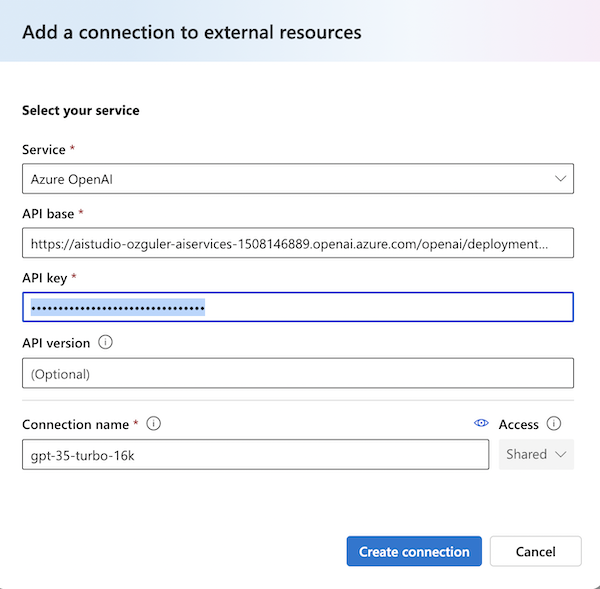 Add a connection to external resources
Select your service
Service *
Azure OpenAI
API base *
https://aistudio-ozguler-aiservices-1508146889.openai.azure.com/openai/deployment...
API key *
••••••••••••••••••••••••••••••••
API version
(Optional)
Connection name * Access
gpt-35-turbo-16k Shared
Create connection Cancel